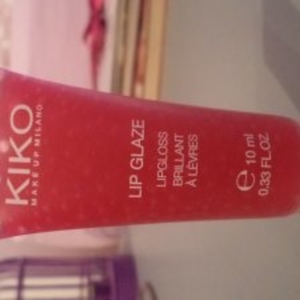 KIKO
MAKE UP MILANO
LIP GLAZE
LIPGLOSS
BRILLANT
À LÈVRES
℮ 10 ml
0.33 FL.OZ